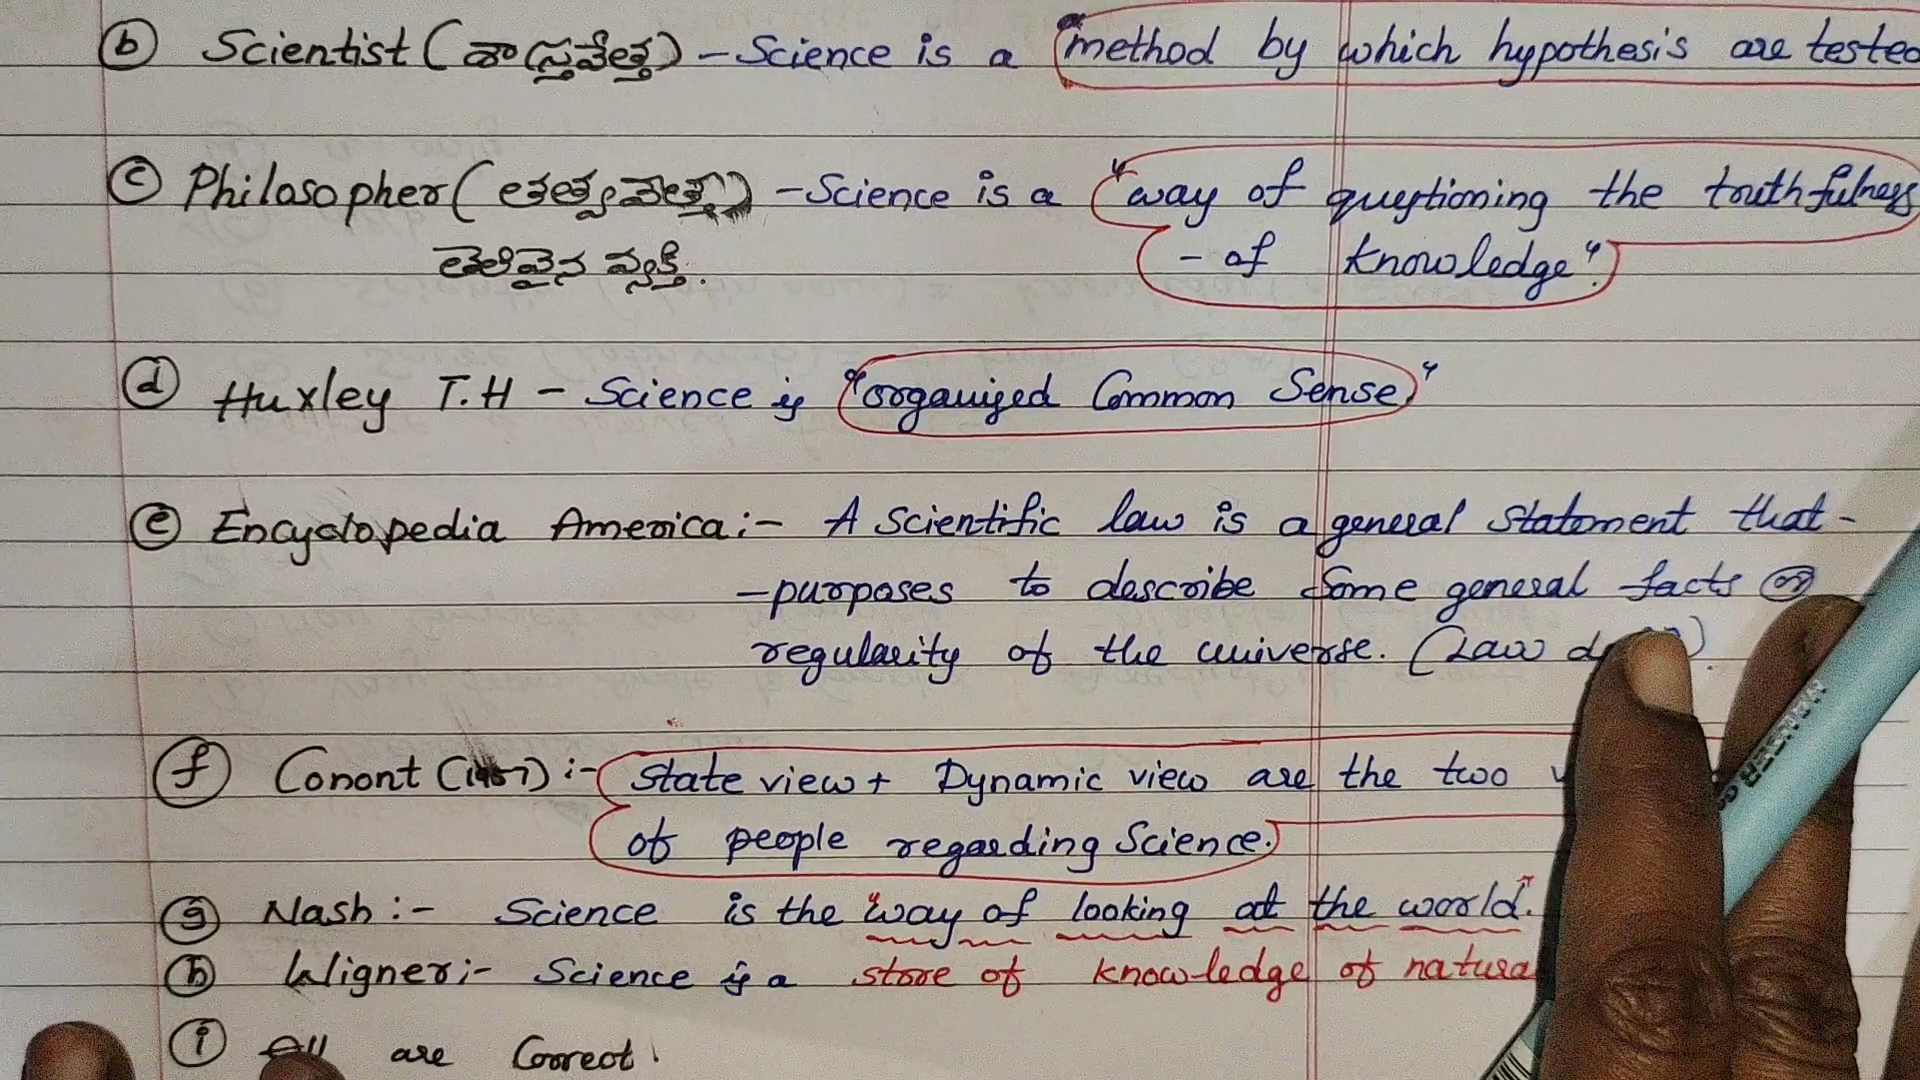 b Scientist (శాస్త్రవేత్త) - Science is a method by which hypothesis are tested
c Philosopher (తత్వవేత్త) - Science is a "way of questioning the truthfulness
తెలివైన వ్యక్తి.
- of knowledge".
d Huxley T.H - Science is "organized Common Sense"
e Encyclopedia America :- A Scientific law is a general statement that -
- purposes to describe some general facts or
regularity of the universe. (Law
f Conont :- State view + Dynamic view are the two
of people regarding Science.
g Nash :- Science is the "way of looking at the world".
h Wigner :- Science is a store of knowledge of
i All are Correct.